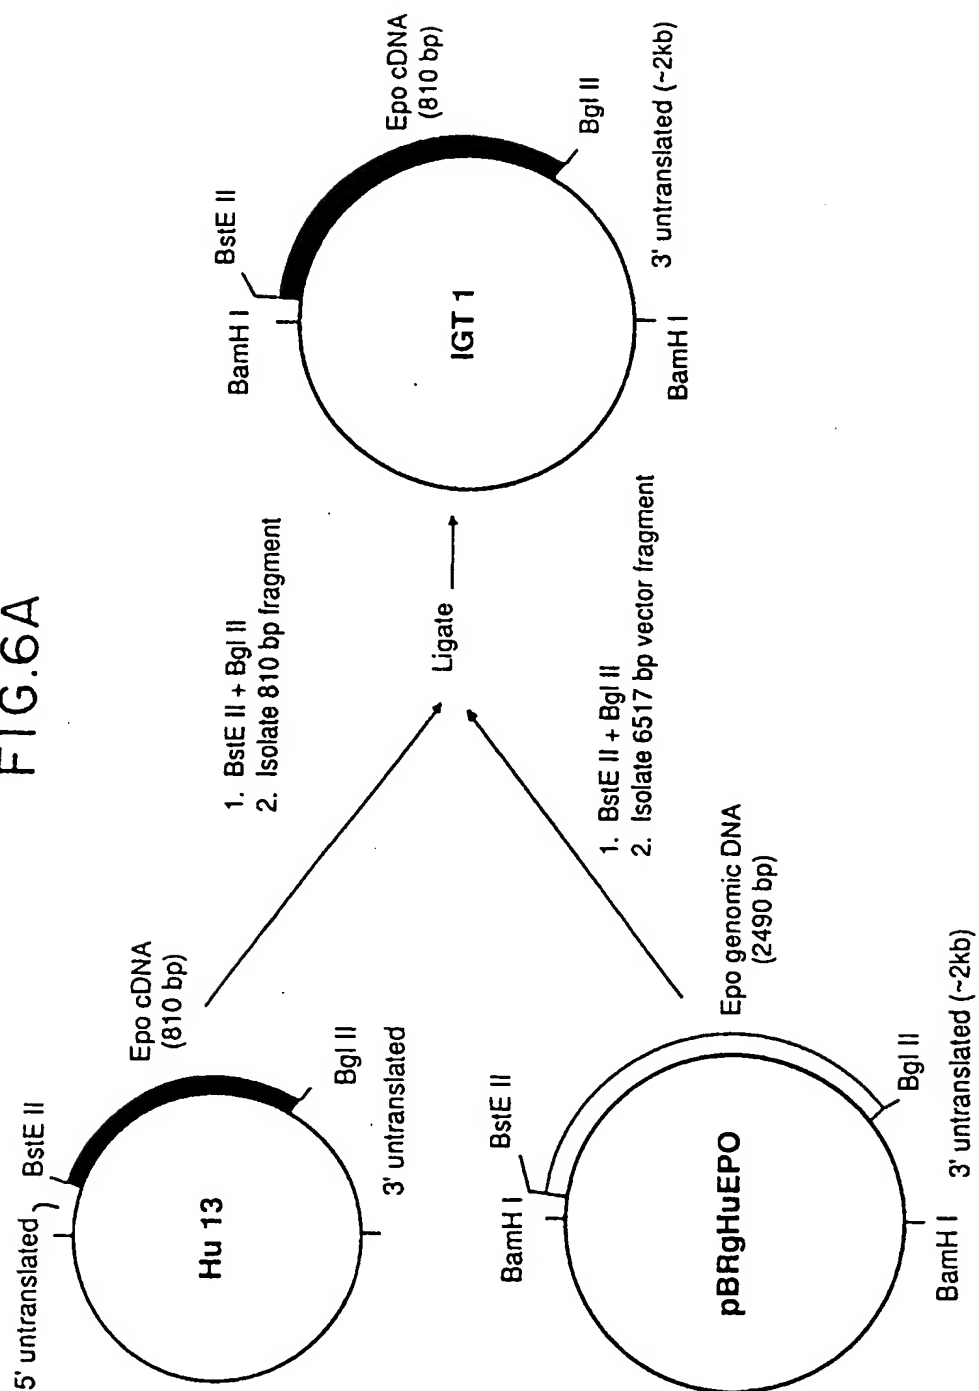 FIG.6A
5' untranslated
BstE II
Epo cDNA
(810 bp)
Hu 13
Bgl II
3' untranslated
1. BstE II + Bgl II
2. Isolate 810 bp fragment
BamH I
BstE II
pBRgHuEPO
Epo genomic DNA
(2490 bp)
Bgl II
BamH I
3' untranslated (~2kb)
1. BstE II + Bgl II
2. Isolate 6517 bp vector fragment
Ligate
BamH I
BstE II
Epo cDNA
(810 bp)
IGT 1
Bgl II
BamH I
3' untranslated (~2kb)